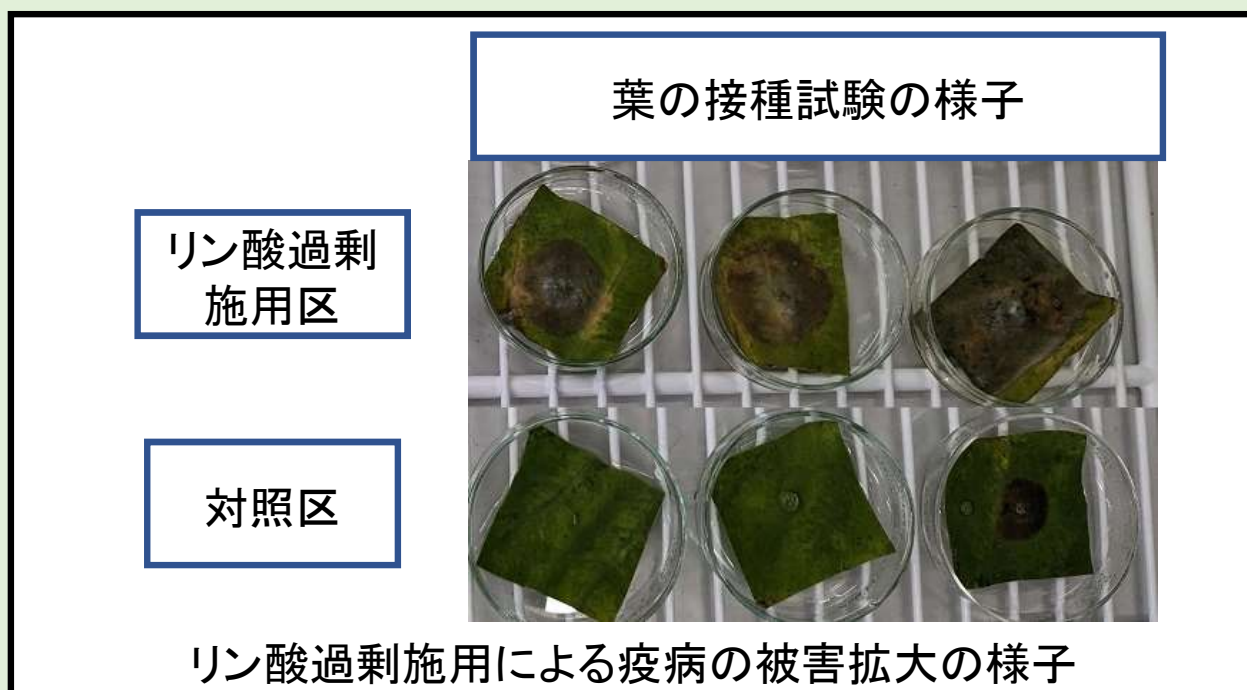 葉の接種試験の様子
リン酸過剰
施用区
対照区
リン酸過剰施用による疫病の被害拡大の様子